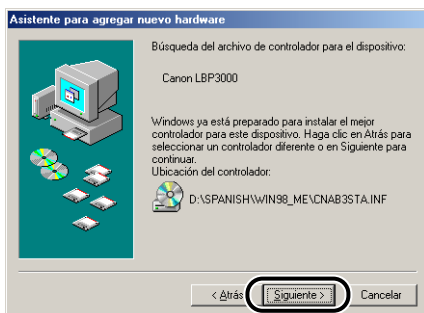 Asistente para agregar nuevo hardware
Búsqueda del archivo de controlador para el dispositivo:
Canon LBP3000
Windows ya está preparado para instalar el mejor
controlador para este dispositivo. Haga clic en Atrás para
seleccionar un controlador diferente o en Siguiente para
continuar.
Ubicación del controlador:
D:\SPANISH\WIN98_ME\CNAB3STA.INF
< Atrás
Siguiente >
Cancelar